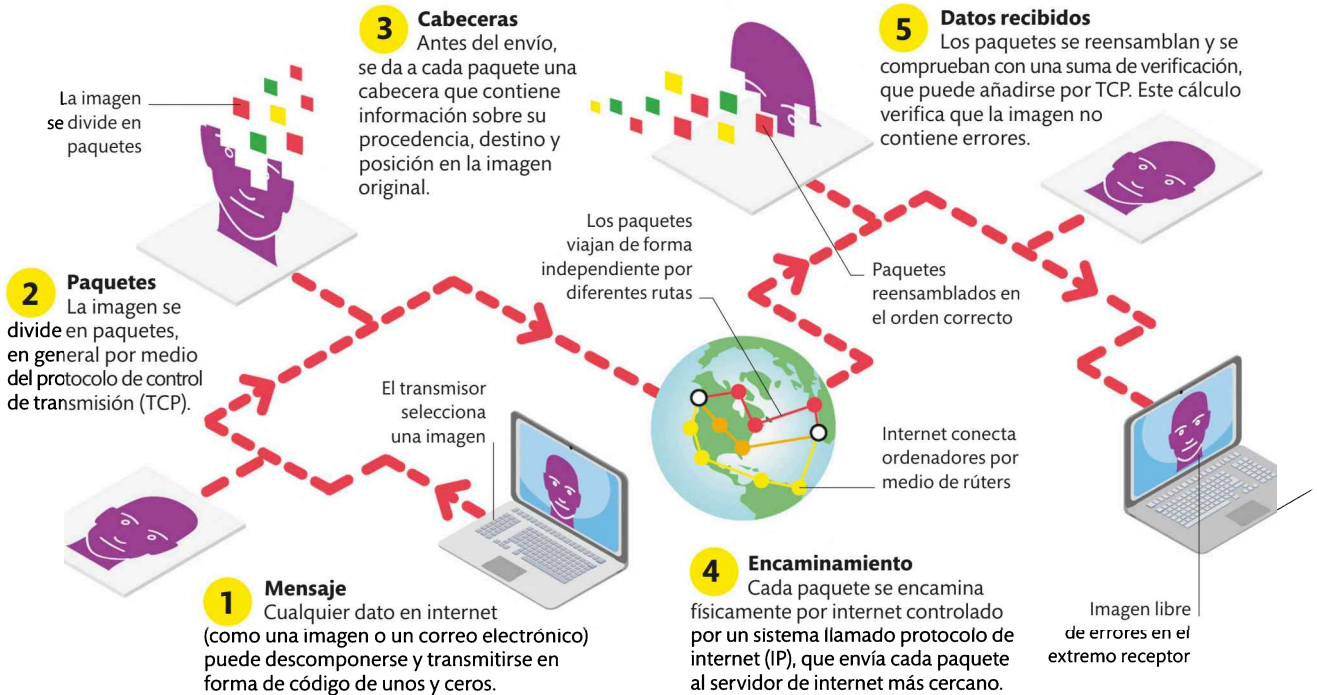 3 Cabeceras
Antes del envío,
se da a cada paquete una
cabecera que contiene
información sobre su
procedencia, destino y
posición en la imagen
original.
5 Datos recibidos
Los paquetes se reensamblan y se
comprueban con una suma de verificación,
que puede añadirse por TCP. Este cálculo
verifica que la imagen no
contiene errores.
La imagen
se divide en
paquetes
Los paquetes
viajan de forma
independiente por
diferentes rutas
Paquetes
reensamblados en
el orden correcto
2 Paquetes
La imagen se
divide en paquetes,
en general por medio
del protocolo de control
de transmisión (TCP).
El transmisor
selecciona
una imagen
Internet conecta
ordenadores por
medio de rúters
1 Mensaje
Cualquier dato en internet
(como una imagen o un correo electrónico)
puede descomponerse y transmitirse en
forma de código de unos y ceros.
4 Encaminamiento
Cada paquete se encamina
físicamente por internet controlado
por un sistema llamado protocolo de
internet (IP), que envía cada paquete
al servidor de internet más cercano.
Imagen libre
de errores en el
extremo receptor